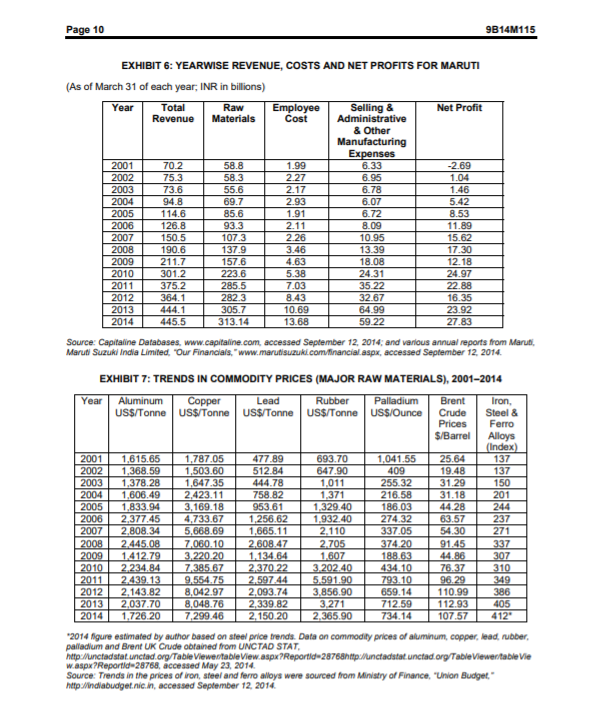 Page 10 9B14M115
EXHIBIT 6: YEARWISE REVENUE, COSTS AND NET PROFITS FOR MARUTI
(As of March 31 of each year; INR in billions)
Year Total Raw Employee Selling & Net Profit
Revenue Materials Cost Administrative
& Other
Manufacturing
Expenses
2001 70.2 58.8 1.99 6.33 -2.69
2002 75.3 58.3 2.27 6.95 1.04
2003 73.6 55.6 2.17 6.78 1.46
2004 94.8 69.7 2.93 6.07 5.42
2005 114.6 85.6 1.91 6.72 8.53
2006 126.8 93.3 2.11 8.09 11.89
2007 150.5 107.3 2.26 10.95 15.62
2008 190.6 137.9 3.46 13.39 17.30
2009 211.7 157.6 4.63 18.08 12.18
2010 301.2 223.6 5.38 24.31 24.97
2011 375.2 285.5 7.03 35.22 22.88
2012 364.1 282.3 8.43 32.67 16.35
2013 444.1 305.7 10.69 64.99 23.92
2014 445.5 313.14 13.68 59.22 27.83
Source: Capitaline Databases, www.capitaline.com, accessed September 12, 2014; and various annual reports from Maruti,
Maruti Suzuki India Limited, "Our Financials," www.marutisuzuki.com/financial.aspx, accessed September 12, 2014.
EXHIBIT 7: TRENDS IN COMMODITY PRICES (MAJOR RAW MATERIALS), 2001–2014
Year Aluminum Copper Lead Rubber Palladium Brent Iron,
US$/Tonne US$/Tonne US$/Tonne US$/Tonne US$/Ounce Crude Steel &
Prices Ferro
$/Barrel Alloys
(Index)
2001 1,615.65 1,787.05 477.89 693.70 1,041.55 25.64 137
2002 1,368.59 1,503.60 512.84 647.90 409 19.48 137
2003 1,378.28 1,647.35 444.78 1,011 255.32 31.29 150
2004 1,606.49 2,423.11 758.82 1,371 216.58 31.18 201
2005 1,833.94 3,169.18 953.61 1,329.40 186.03 44.28 244
2006 2,377.45 4,733.67 1,256.62 1,932.40 274.32 63.57 237
2007 2,808.34 5,668.69 1,665.11 2,110 337.05 54.30 271
2008 2,445.08 7,060.10 2,608.47 2,705 374.20 91.45 337
2009 1,412.79 3,220.20 1,134.64 1,607 188.63 44.86 307
2010 2,234.84 7,385.67 2,370.22 3,202.40 434.10 76.37 310
2011 2,439.13 9,554.75 2,597.44 5,591.90 793.10 96.29 349
2012 2,143.82 8,042.97 2,093.74 3,856.90 659.14 110.99 386
2013 2,037.70 8,048.76 2,339.82 3,271 712.59 112.93 405
2014 1,726.20 7,299.46 2,150.20 2,365.90 734.14 107.57 412*
*2014 figure estimated by author based on steel price trends. Data on commodity prices of aluminum, copper, lead, rubber,
palladium and Brent UK Crude obtained from UNCTAD STAT,
http://unctadstat.unctad.org/TableViewer/tableView.aspx?ReportId=28768http://unctadstat.unctad.org/TableViewer/tableVie
w.aspx?ReportId=28768, accessed May 23, 2014.
Source: Trends in the prices of iron, steel and ferro alloys were sourced from Ministry of Finance, "Union Budget,"
http://indiabudget.nic.in, accessed September 12, 2014.